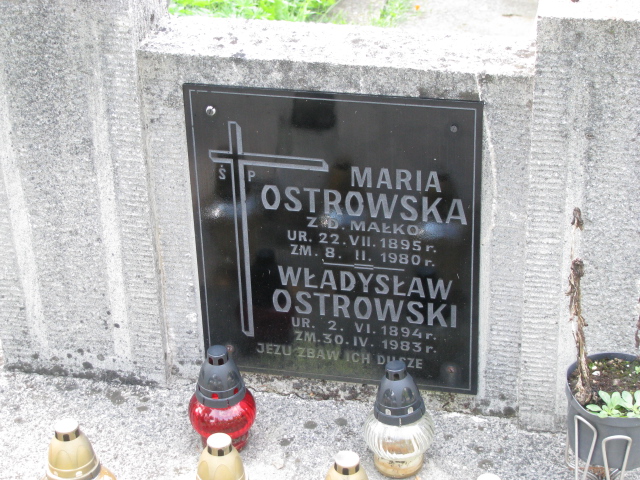 Ś P
MARIA
OSTROWSKA
Z D. MAŁKO
UR. 22. VII. 1895 r.
ZM. 8. II. 1980 r.
WŁADYSŁAW
OSTROWSKI
UR. 2. VI. 1894 r.
ZM. 30. IV. 1983 r.
JEZU ZBAW ICH DUSZE